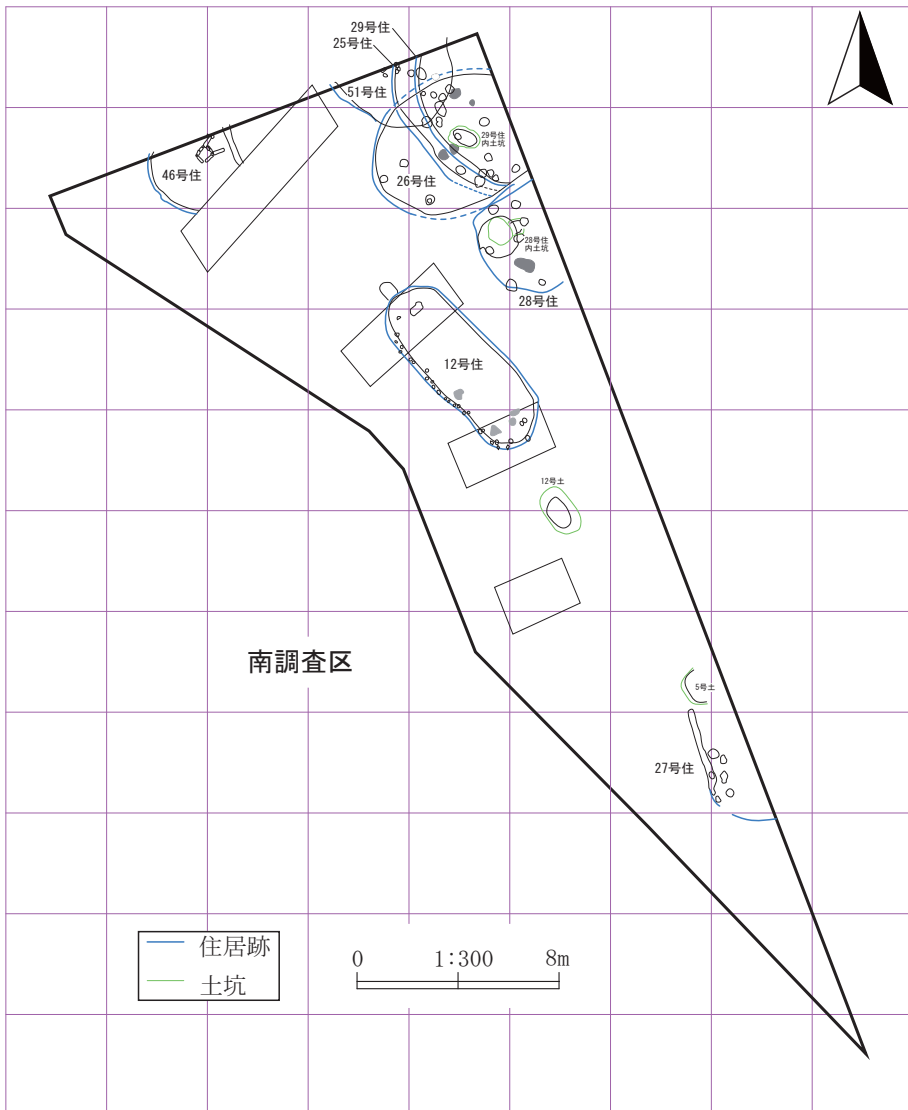 29号住
25号住
51号住
29号住
内土坑
46号住
26号住
28号住
内土坑
28号住
12号住
12号土
南調査区
5号土
27号住
住居跡
土坑
0 1:300 8m